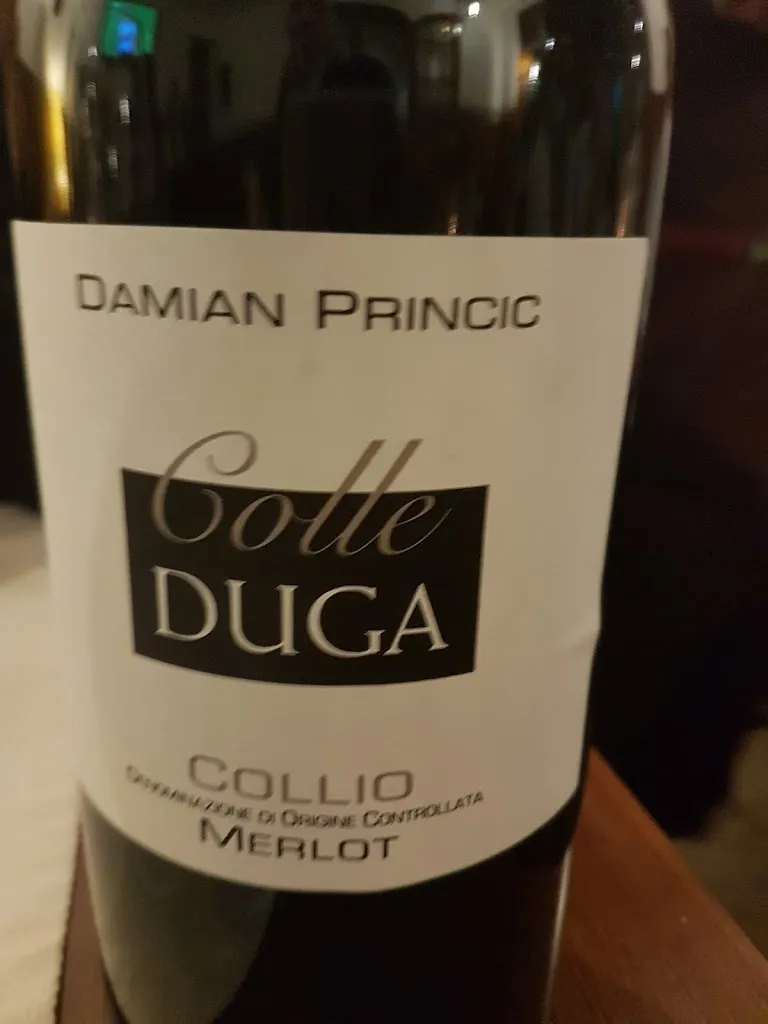 DAMIAN PRINCIC
Colle
DUGA
COLLIO
DENOMINAZIONE DI ORIGINE CONTROLLATA
MERLOT